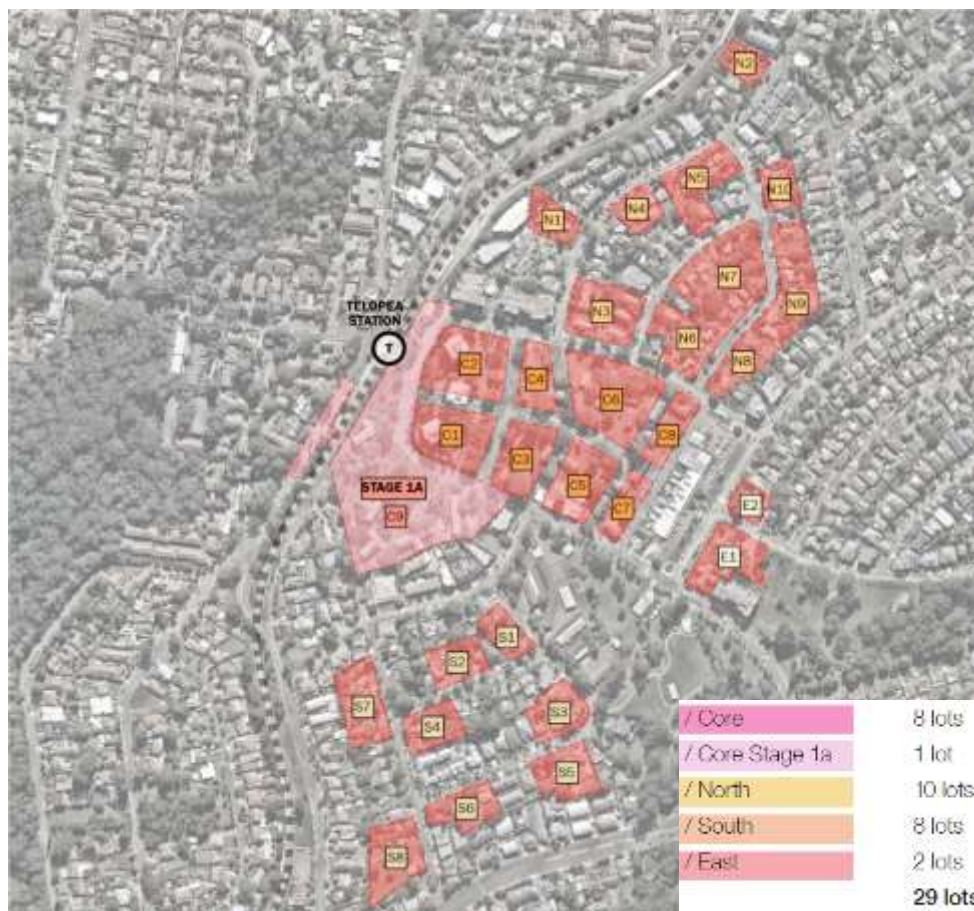 N2
N5
N10
N4
N1
N7
N9
TELOPEA
STATION
N3
T
N6
C2
N8
C4
C6
C1
C8
C3
STAGE 1A
C5
E2
C9
C7
E1
S1
S2
S7
S3
S4
S5
S6
S8
/ Core 8 lots
/ Core Stage 1a 1 lot
/ North 10 lots
/ South 8 lots
/ East 2 lots
29 lots